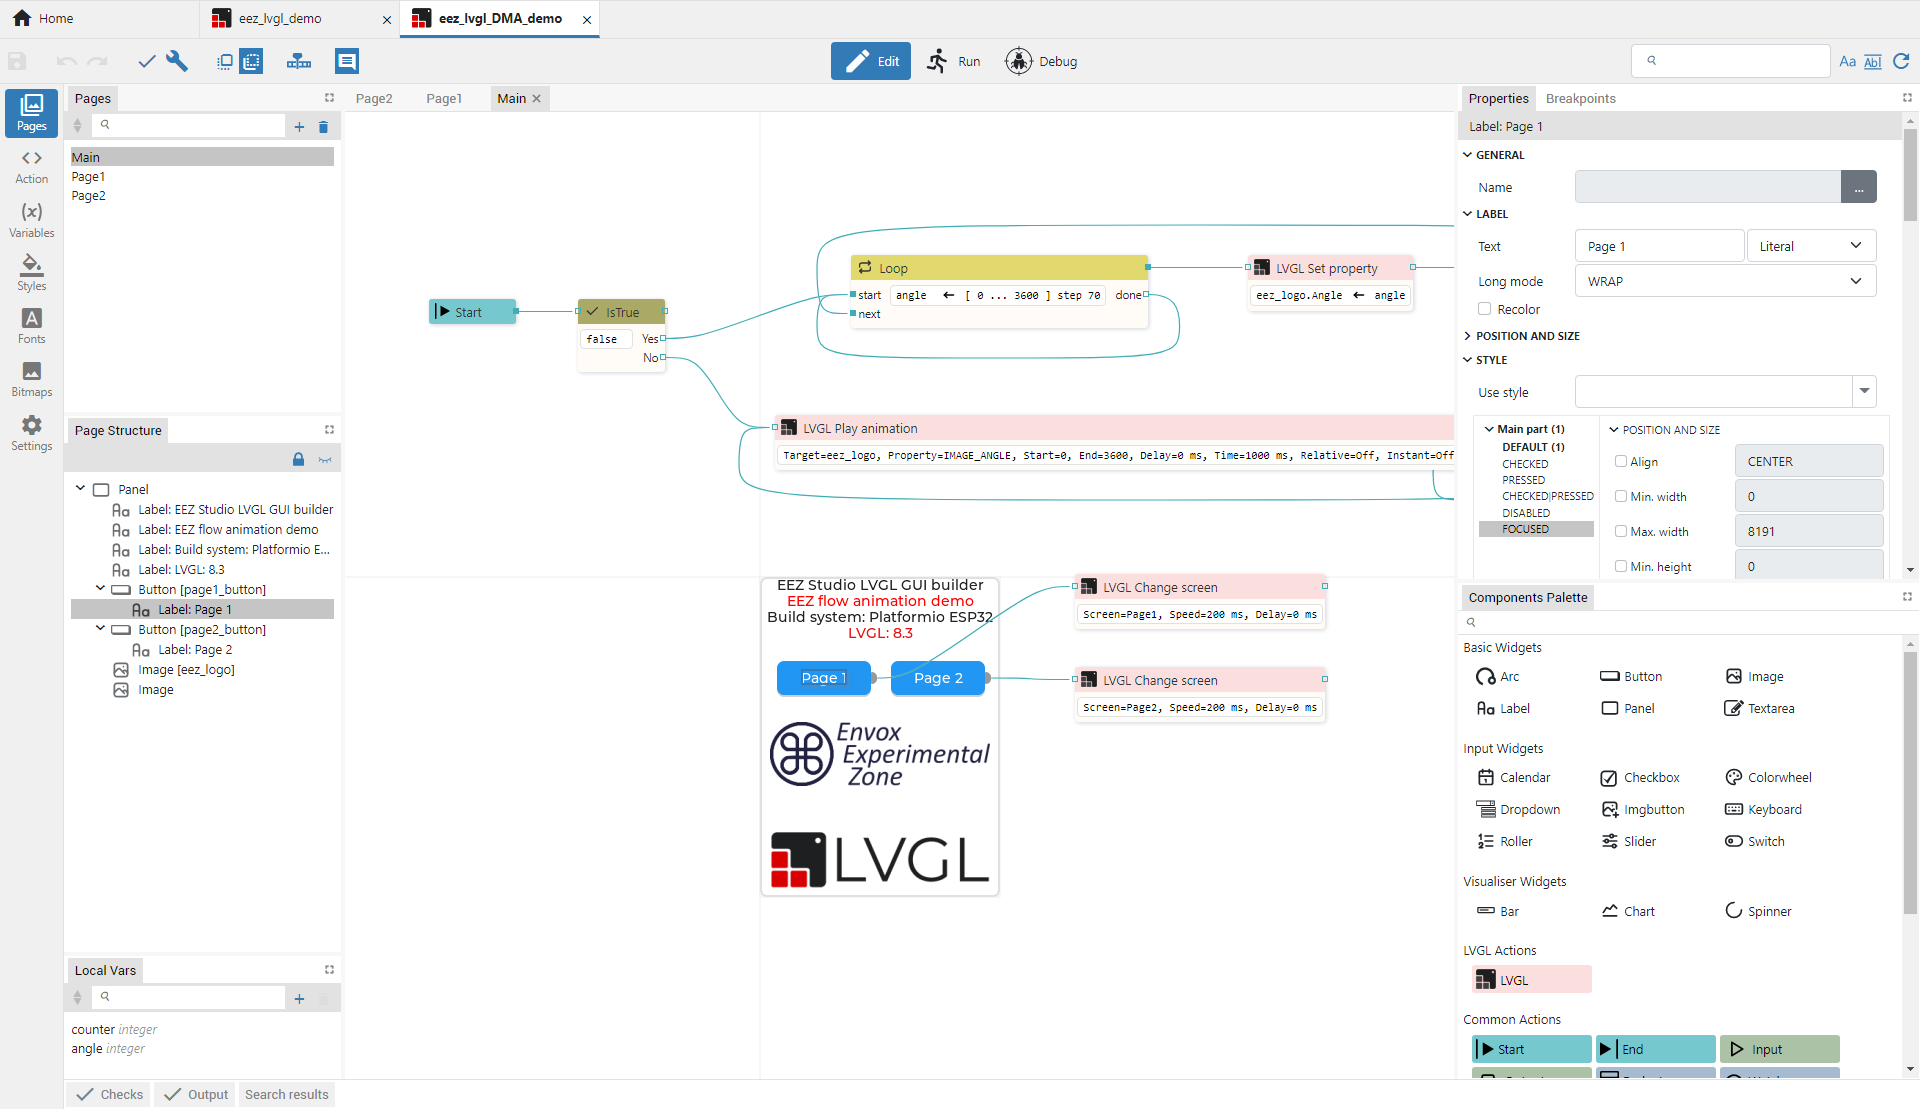 Home
eez_lvgl_demo
eez_lvgl_DMA_demo
Edit
Run
Debug
Aa
Ab|
Pages
Action
(x)
Variables
Styles
Fonts
Bitmaps
Settings
Pages
Main
Page1
Page2
Page Structure
Panel
Label: EEZ Studio LVGL GUI builder
Label: EEZ flow animation demo
Label: Build system: Platformio E...
Label: LVGL: 8.3
Button [page1_button]
Label: Page 1
Button [page2_button]
Label: Page 2
Image [eez_logo]
Image
Local Vars
counter integer
angle integer
Checks
Output
Search results
Page2
Page1
Main
Start
IsTrue
false
Yes
No
Loop
start
angle ← [ 0 ... 3600 ] step 70
done
next
LVGL Set property
eez_logo.Angle ← angle
LVGL Play animation
Target=eez_logo, Property=IMAGE_ANGLE, Start=0, End=3600, Delay=0 ms, Time=1000 ms, Relative=Off, Instant=Off
EEZ Studio LVGL GUI builder
EEZ flow animation demo
Build system: Platformio ESP32
LVGL: 8.3
Page 1
Page 2
Envox
Experimental
Zone
LVGL
LVGL Change screen
Screen=Page1, Speed=200 ms, Delay=0 ms
LVGL Change screen
Screen=Page2, Speed=200 ms, Delay=0 ms
Properties
Breakpoints
Label: Page 1
GENERAL
Name
...
LABEL
Text
Page 1
Literal
Long mode
WRAP
Recolor
POSITION AND SIZE
STYLE
Use style
Main part (1)
DEFAULT (1)
CHECKED
PRESSED
CHECKED|PRESSED
DISABLED
FOCUSED
POSITION AND SIZE
Align
CENTER
Min. width
0
Max. width
8191
Min. height
0
Components Palette
Basic Widgets
Arc
Button
Image
Label
Panel
Textarea
Input Widgets
Calendar
Checkbox
Colorwheel
Dropdown
Imgbutton
Keyboard
Roller
Slider
Switch
Visualiser Widgets
Bar
Chart
Spinner
LVGL Actions
LVGL
Common Actions
Start
End
Input